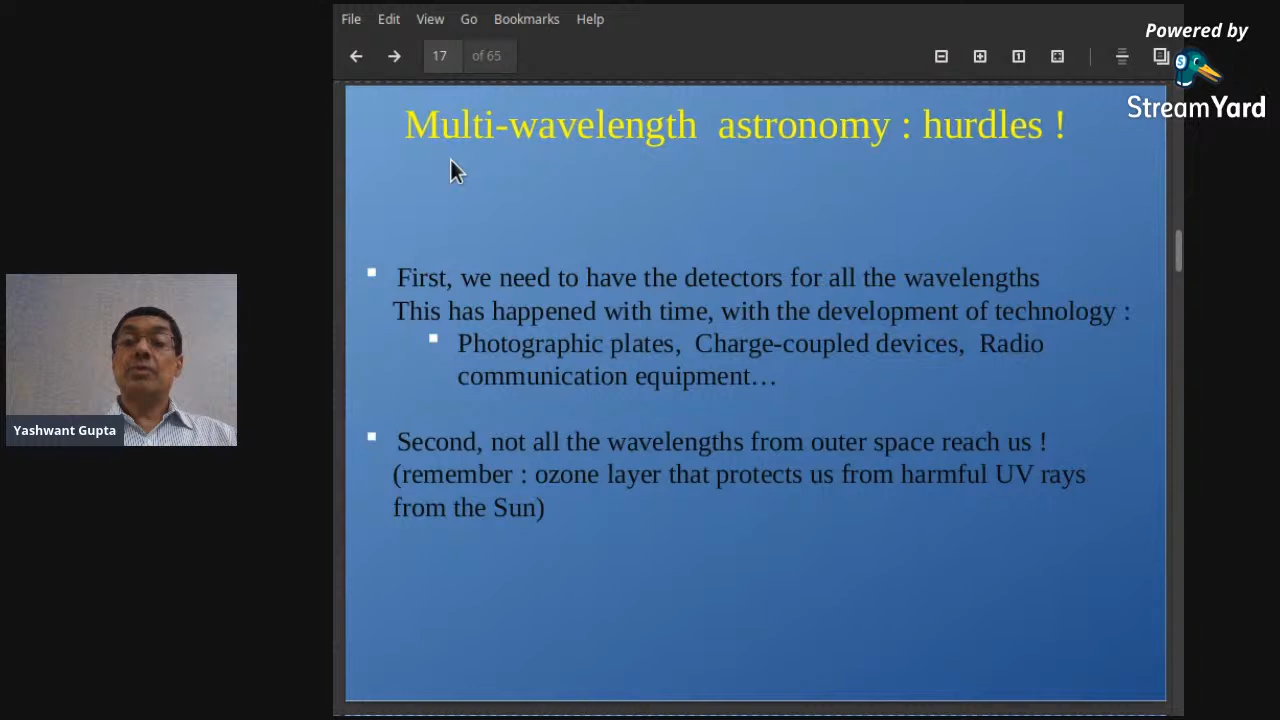 File Edit View Go Bookmarks Help
17 of 65
Powered by
StreamYard
Multi-wavelength astronomy : hurdles !
First, we need to have the detectors for all the wavelengths
This has happened with time, with the development of technology :
Photographic plates, Charge-coupled devices, Radio
communication equipment…
Second, not all the wavelengths from outer space reach us !
(remember : ozone layer that protects us from harmful UV rays
from the Sun)
Yashwant Gupta